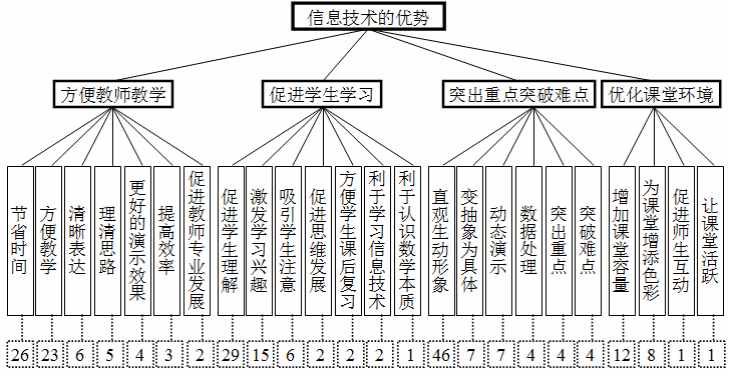 信息技术的优势
方便教师教学
促进学生学习
突出重点突破难点
优化课堂环境
节省时间
方便教学
清晰表达
理清思路
更好的演示效果
提高效率
促进教师专业发展
促进学生理解
激发学习兴趣
吸引学生注意
促进思维发展
方便学生课后复习
利于学习信息技术
利于认识数学本质
直观生动形象
变抽象为具体
动态演示
数据处理
突出重点
突破难点
增加课堂容量
为课堂增添色彩
促进师生互动
让课堂活跃
26 23 6 5 4 3 2 29 15 6 2 2 2 1 46 7 7 4 4 4 12 8 1 1